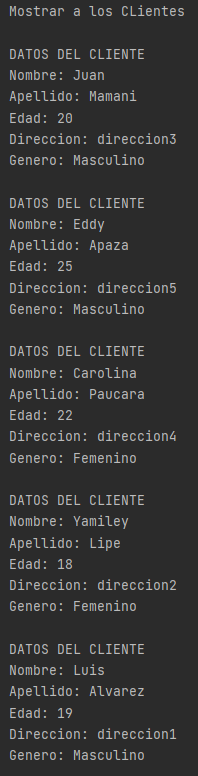 Mostrar a los CLientes
DATOS DEL CLIENTE
Nombre: Juan
Apellido: Mamani
Edad: 20
Direccion: direccion3
Genero: Masculino
DATOS DEL CLIENTE
Nombre: Eddy
Apellido: Apaza
Edad: 25
Direccion: direccion5
Genero: Masculino
DATOS DEL CLIENTE
Nombre: Carolina
Apellido: Paucara
Edad: 22
Direccion: direccion4
Genero: Femenino
DATOS DEL CLIENTE
Nombre: Yamiley
Apellido: Lipe
Edad: 18
Direccion: direccion2
Genero: Femenino
DATOS DEL CLIENTE
Nombre: Luis
Apellido: Alvarez
Edad: 19
Direccion: direccion1
Genero: Masculino